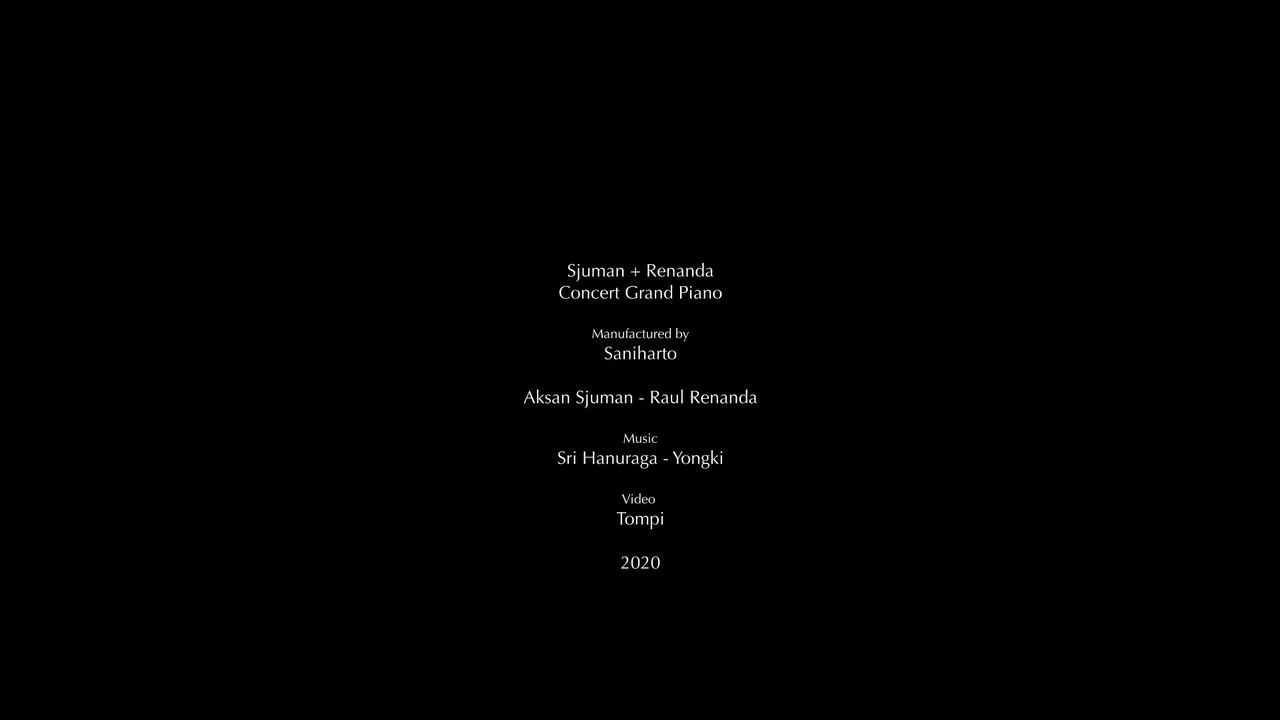 Sjuman + Renanda
Concert Grand Piano
Manufactured by
Saniharto
Aksan Sjuman - Raul Renanda
Music
Sri Hanuraga - Yongki
Video
Tompi
2020